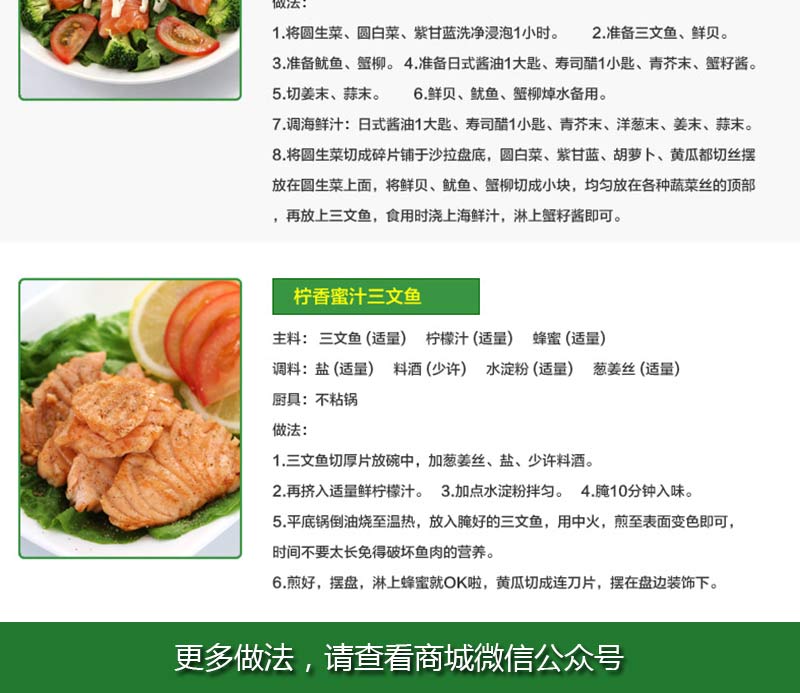 做法：
1.将圆生菜、圆白菜、紫甘蓝洗净浸泡1小时。 2.准备三文鱼、鲜贝。
3.准备鱿鱼、蟹柳。 4.准备日式酱油1大匙、寿司醋1小匙、青芥末、蟹籽酱。
5.切姜末、蒜末。 6.鲜贝、鱿鱼、蟹柳焯水备用。
7.调海鲜汁：日式酱油1大匙、寿司醋1小匙、青芥末、洋葱末、姜末、蒜末。
8.将圆生菜切成碎片铺于沙拉盘底，圆白菜、紫甘蓝、胡萝卜、黄瓜都切丝摆
放在圆生菜上面，将鲜贝、鱿鱼、蟹柳切成小块，均匀放在各种蔬菜丝的顶部
，再放上三文鱼，食用时浇上海鲜汁，淋上蟹籽酱即可。
柠香蜜汁三文鱼
主料： 三文鱼 (适量) 柠檬汁 (适量) 蜂蜜 (适量)
调料：盐 (适量) 料酒 (少许) 水淀粉 (适量) 葱姜丝 (适量)
厨具：不粘锅
做法：
1.三文鱼切厚片放碗中，加葱姜丝、盐、少许料酒。
2.再挤入适量鲜柠檬汁。 3.加点水淀粉拌匀。 4.腌10分钟入味。
5.平底锅倒油烧至温热，放入腌好的三文鱼，用中火，煎至表面变色即可，
时间不要太长免得破坏鱼肉的营养。
6.煎好，摆盘，淋上蜂蜜就OK啦，黄瓜切成连刀片，摆在盘边装饰下。
更多做法，请查看商城微信公众号